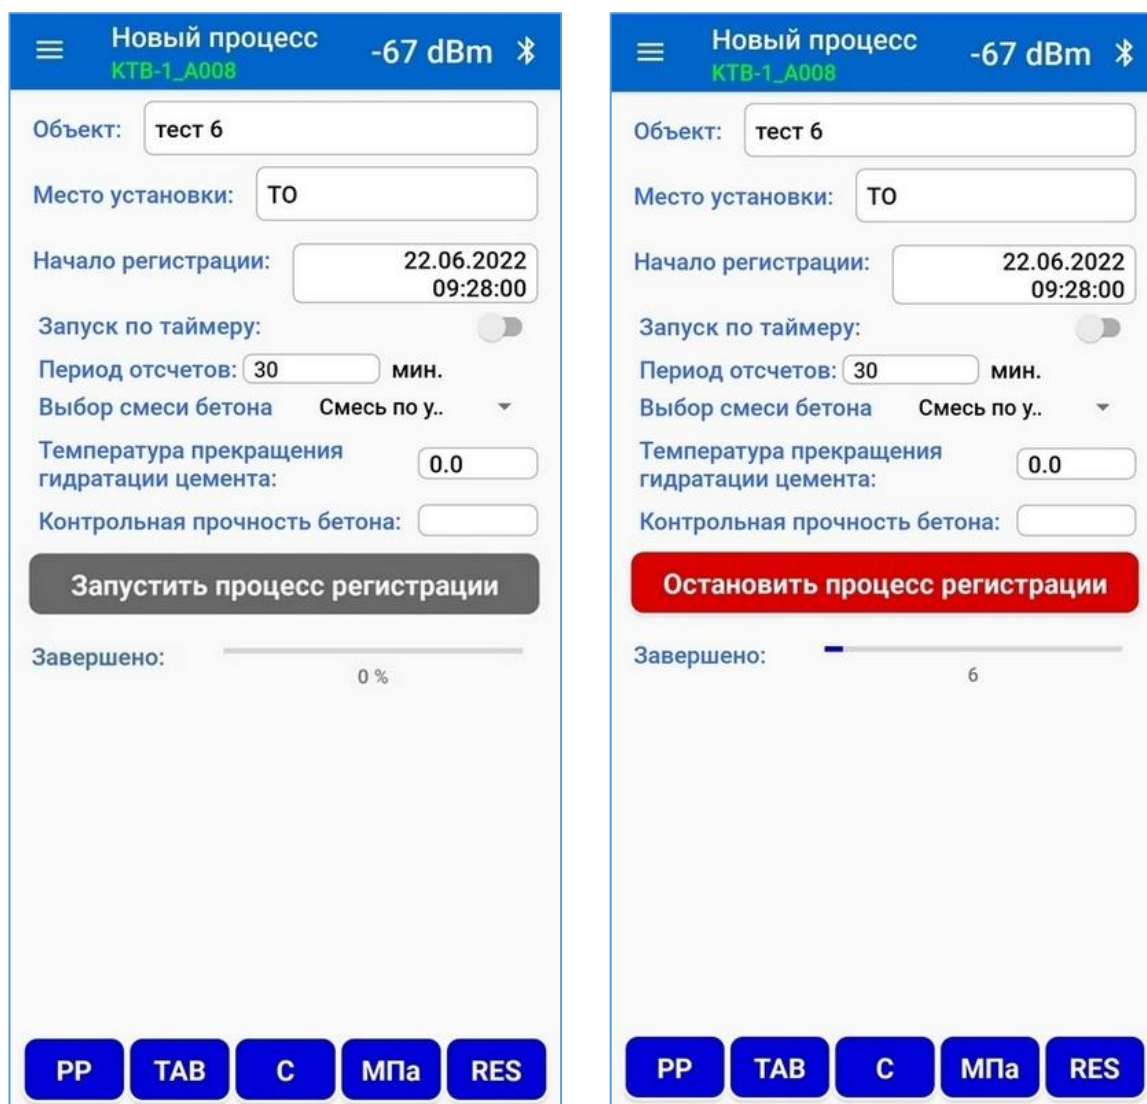 Новый процесс
KTB-1_A008
-67 dBm
Объект: тест 6
Место установки: ТО
Начало регистрации: 22.06.2022
09:28:00
Запуск по таймеру:
Период отсчетов: 30 мин.
Выбор смеси бетона Смесь по у..
Температура прекращения
гидратации цемента: 0.0
Контрольная прочность бетона:
Запустить процесс регистрации
Завершено:
0 %
PP TAB C МПа RES
Новый процесс
KTB-1_A008
-67 dBm
Объект: тест 6
Место установки: ТО
Начало регистрации: 22.06.2022
09:28:00
Запуск по таймеру:
Период отсчетов: 30 мин.
Выбор смеси бетона Смесь по у..
Температура прекращения
гидратации цемента: 0.0
Контрольная прочность бетона:
Остановить процесс регистрации
Завершено:
6
PP TAB C МПа RES